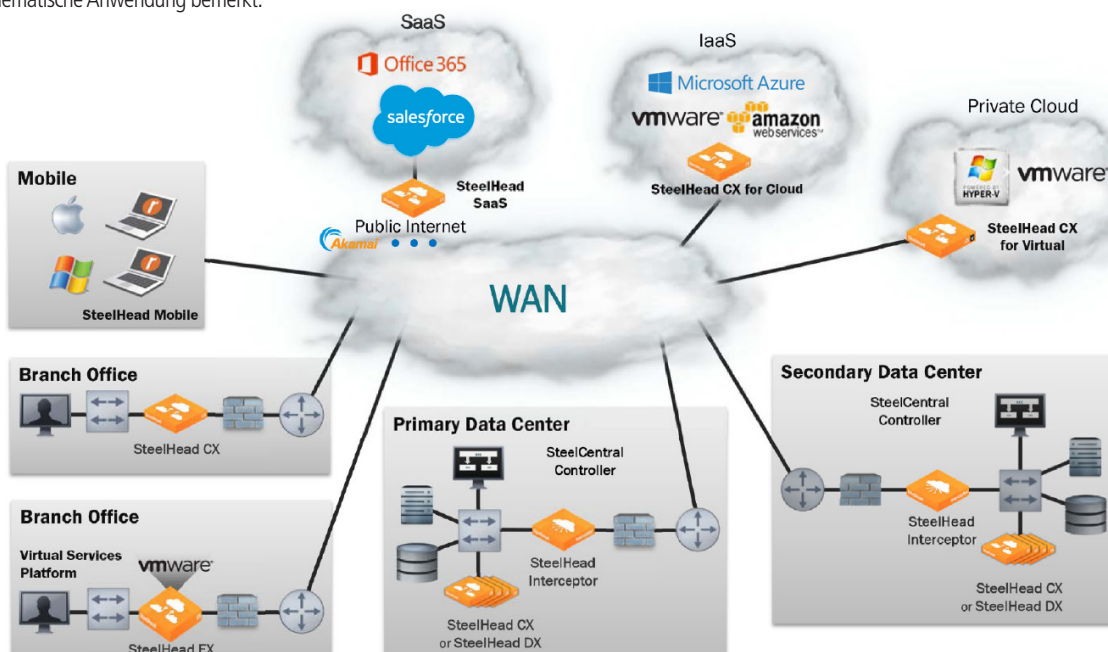 ematische Anwendung bemerkt.
SaaS
Office 365
salesforce
SteelHead
SaaS
Public Internet
Akamai
IaaS
Microsoft Azure
vmware
amazon
webservices
SteelHead CX for Cloud
Private Cloud
POWERED BY
HYPER-V
vmware
SteelHead CX
for Virtual
Mobile
SteelHead Mobile
WAN
Branch Office
SteelHead CX
Branch Office
Virtual Services
Platform
vmware
SteelHead EX
Primary Data Center
SteelCentral
Controller
SteelHead
Interceptor
SteelHead CX
or SteelHead DX
Secondary Data Center
SteelCentral
Controller
SteelHead
Interceptor
SteelHead CX
or SteelHead DX